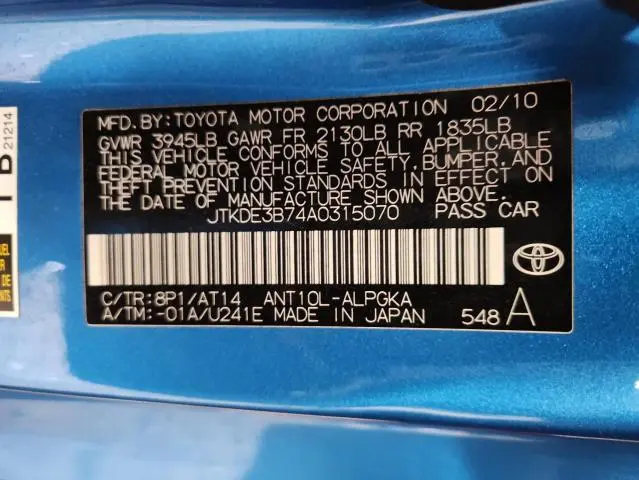 MFD.BY:TOYOTA MOTOR CORPORATION 02/10
GVWR 3945LB GAWR FR 2130LB RR 1835LB
THIS VEHICLE CONFORMS TO ALL APPLICABLE
FEDERAL MOTOR VEHICLE SAFETY,BUMPER,AND
THEFT PREVENTION STANDARDS IN EFFECT ON
THE DATE OF MANUFACTURE SHOWN ABOVE.
JTKDE3B74A0315070 PASS CAR
C/TR:8P1/AT14 ANT10L-ALPGKA
A/TM:-01A/U241E MADE IN JAPAN 548 A
21214